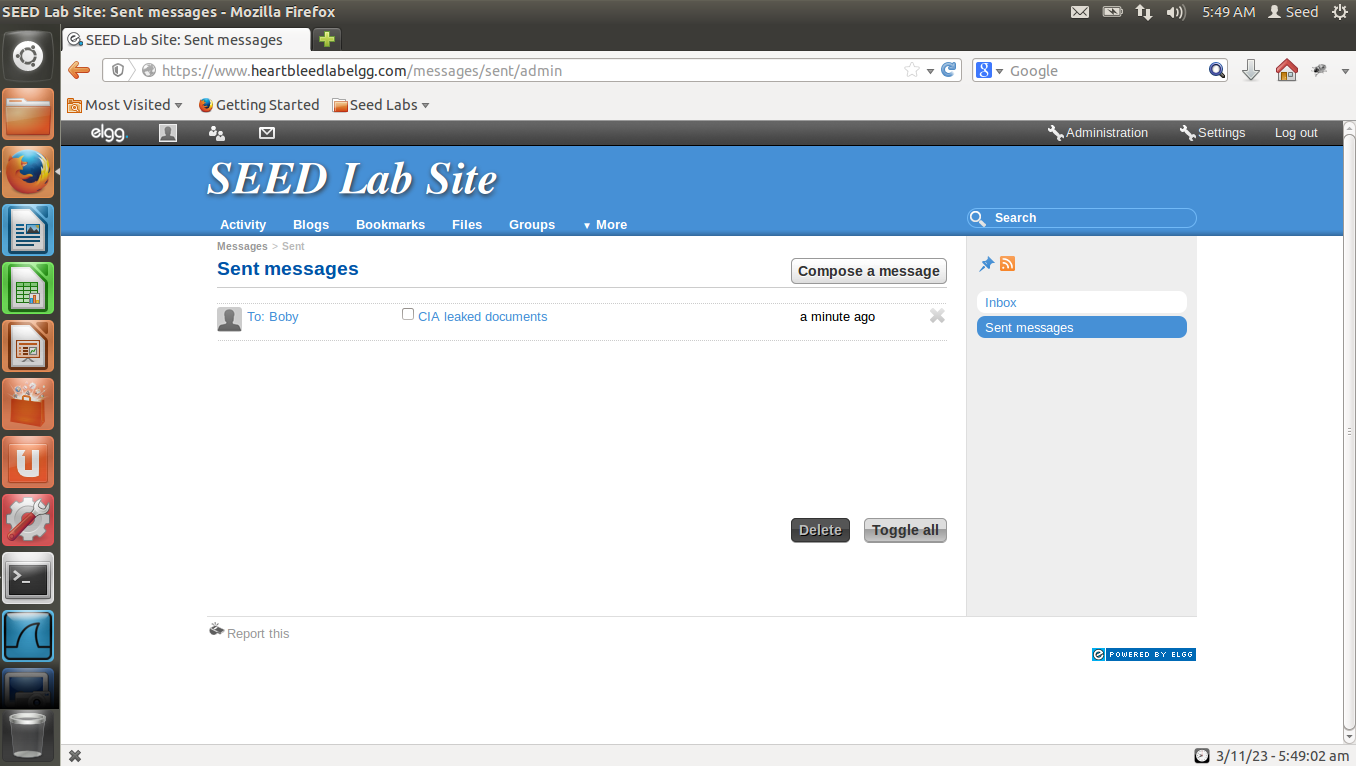 SEED Lab Site: Sent messages - Mozilla Firefox
5:49 AM Seed
SEED Lab Site: Sent messages
https://www.heartbleedlabelgg.com/messages/sent/admin
Google
Most Visited Getting Started Seed Labs
elgg. Administration Settings Log out
SEED Lab Site
Activity Blogs Bookmarks Files Groups More
Search
Messages > Sent
Sent messages
Compose a message
To: Boby
CIA leaked documents
a minute ago
Inbox
Sent messages
Delete
Toggle all
Report this
POWERED BY ELGG
3/11/23 - 5:49:02 am